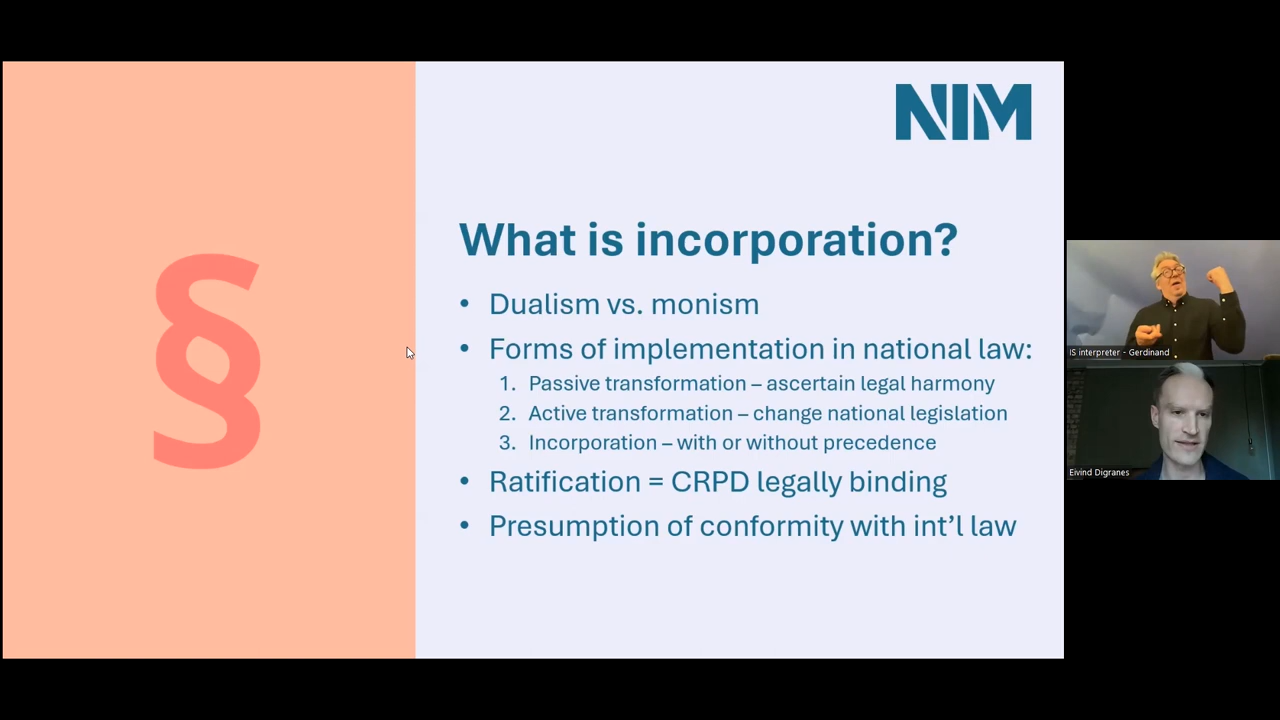 NIM
§
What is incorporation?
• Dualism vs. monism
• Forms of implementation in national law:
1. Passive transformation – ascertain legal harmony
2. Active transformation – change national legislation
3. Incorporation – with or without precedence
• Ratification = CRPD legally binding
• Presumption of conformity with int’l law
IS interpreter - Gerdinand
Eivind Digranes